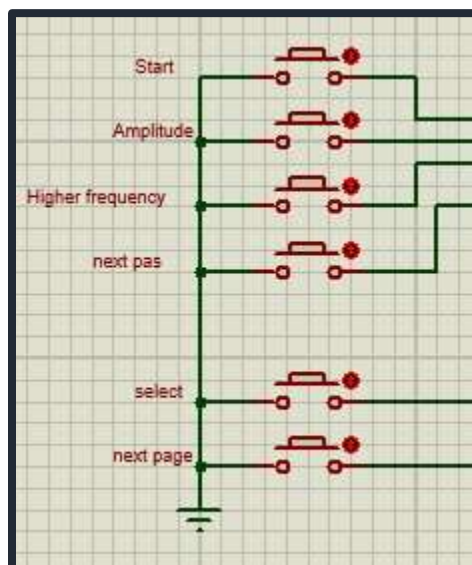 Start
Amplitude
Higher frequency
next pas
select
next page